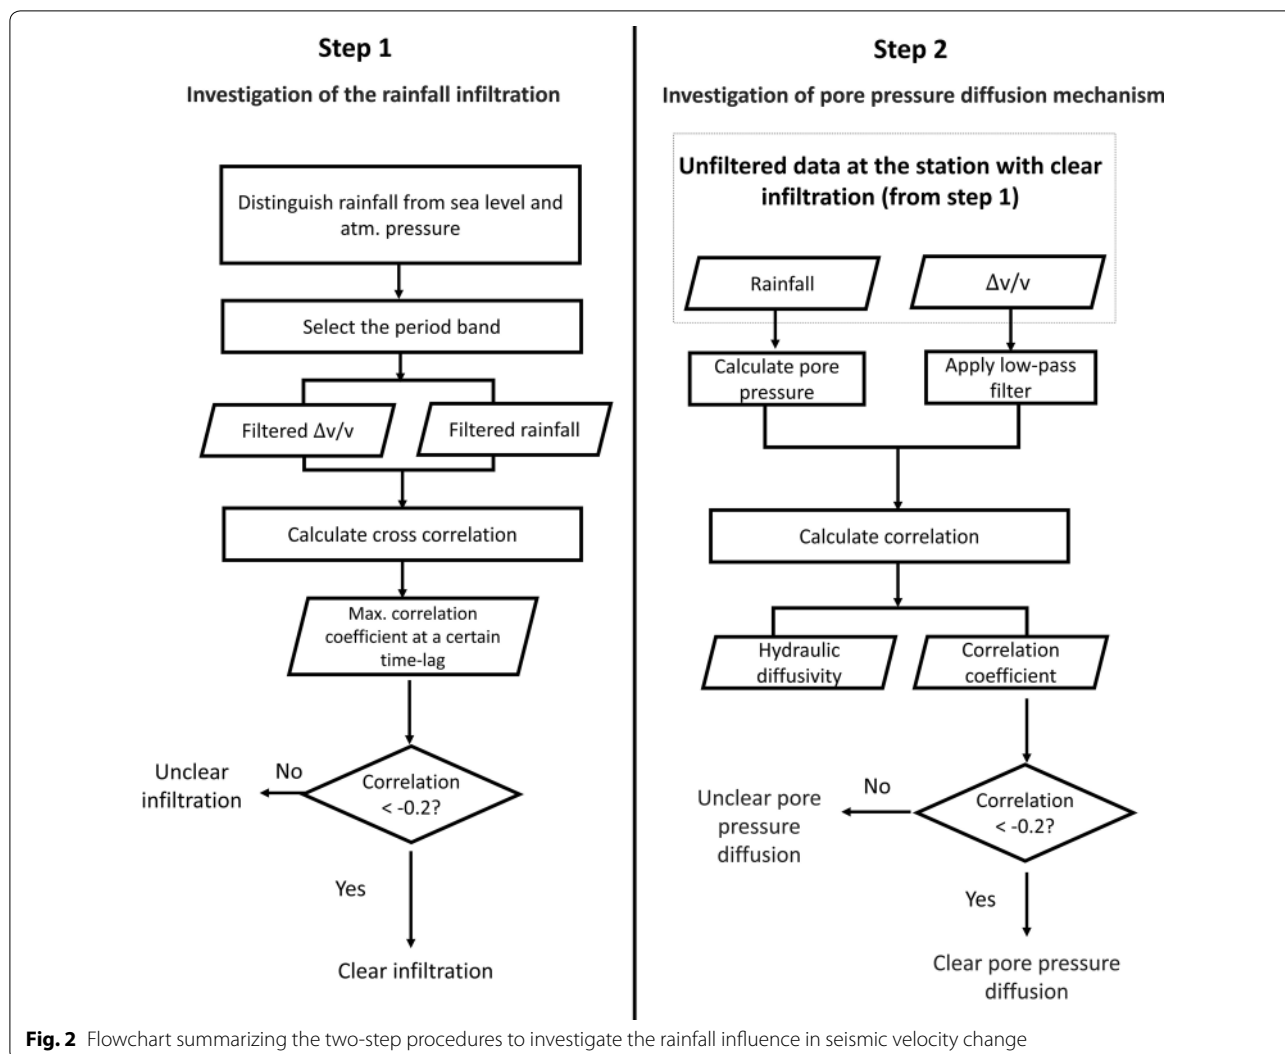 Step 1
Investigation of the rainfall infiltration
Distinguish rainfall from sea level and
atm. pressure
Select the period band
Filtered Δv/v
Filtered rainfall
Calculate cross correlation
Max. correlation
coefficient at a certain
time-lag
Correlation
< -0.2?
No
Unclear
infiltration
Yes
Clear infiltration
Step 2
Investigation of pore pressure diffusion mechanism
Unfiltered data at the station with clear
infiltration (from step 1)
Rainfall
Δv/v
Calculate pore
pressure
Apply low-pass
filter
Calculate correlation
Hydraulic
diffusivity
Correlation
coefficient
Correlation
< -0.2?
No
Unclear pore
pressure
diffusion
Yes
Clear pore pressure
diffusion
Fig. 2 Flowchart summarizing the two-step procedures to investigate the rainfall influence in seismic velocity change